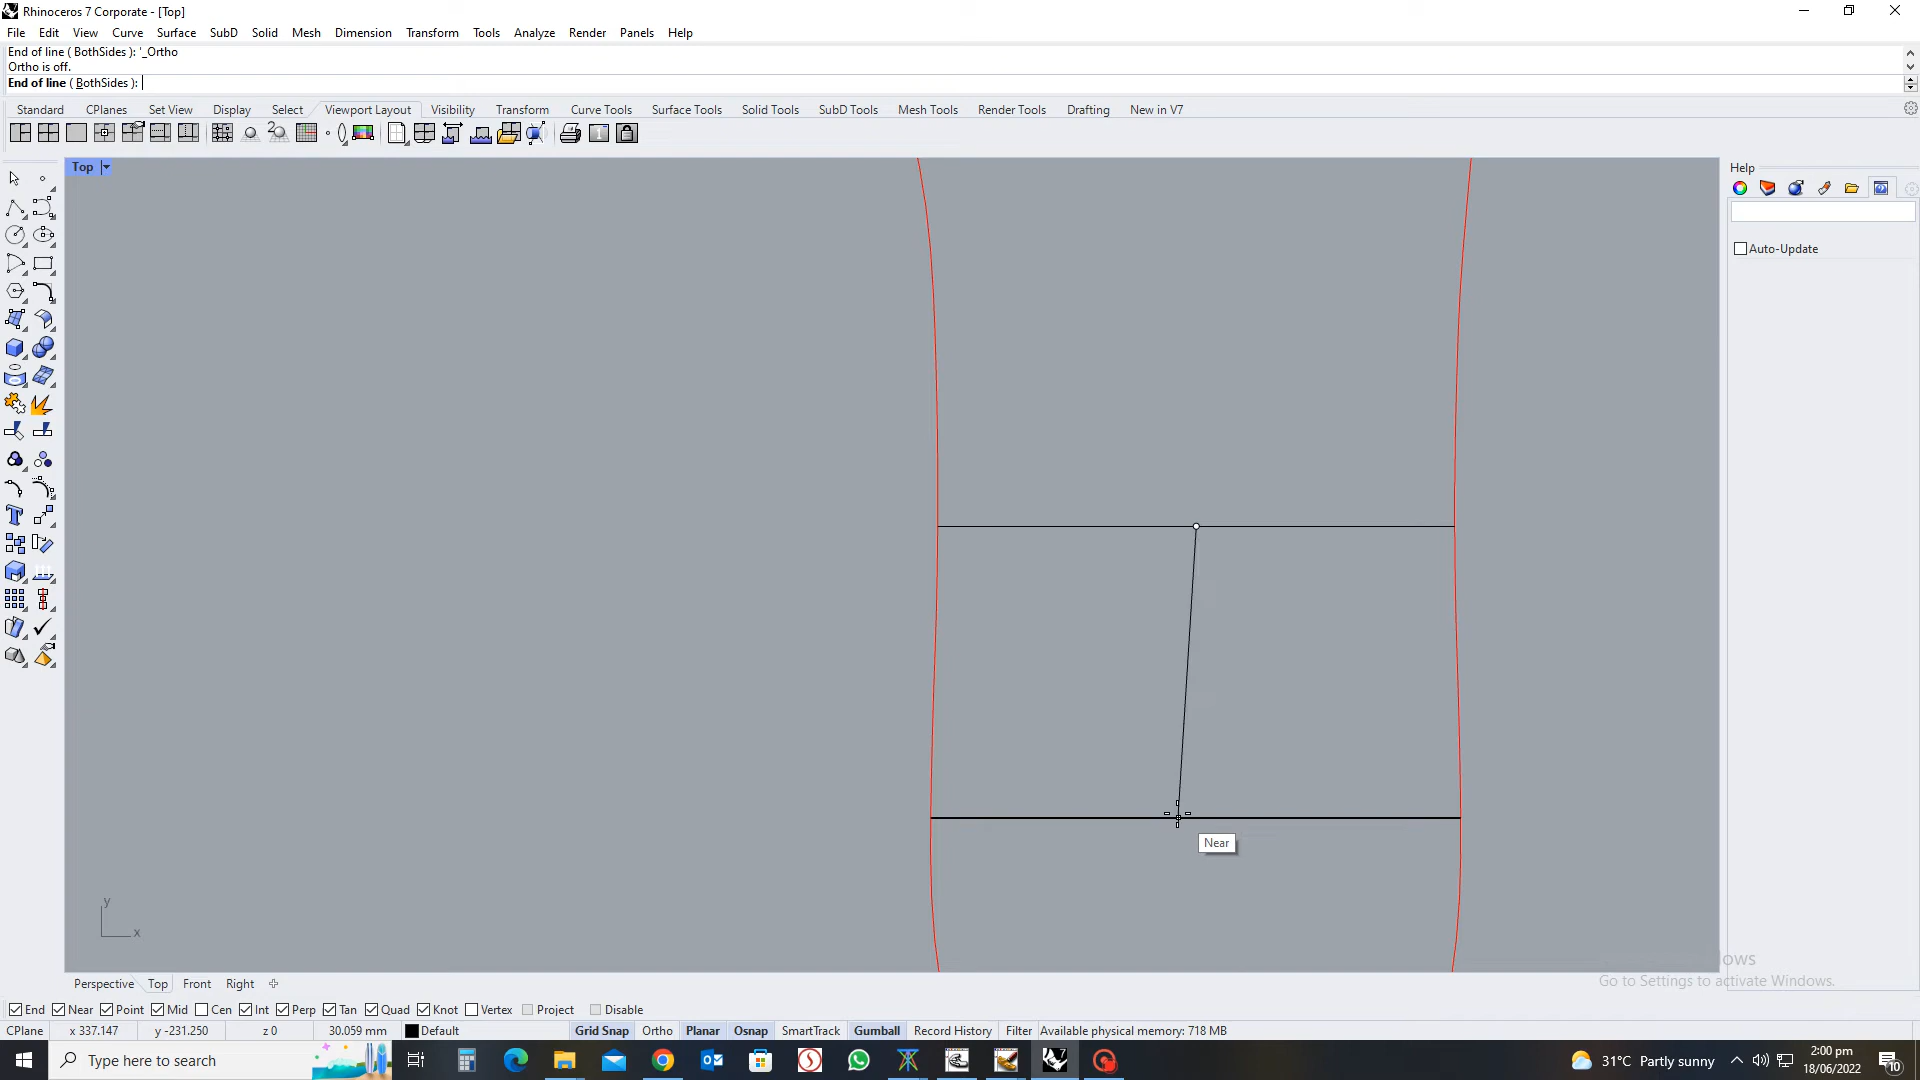 Rhinoceros 7 Corporate - [Top]
File Edit View Curve Surface SubD Solid Mesh Dimension Transform Tools Analyze Render Panels Help
End of line ( BothSides ): '_Ortho
Ortho is off.
End of line ( BothSides ):
Standard CPlanes Set View Display Select Viewport Layout Visibility Transform Curve Tools Surface Tools Solid Tools SubD Tools Mesh Tools Render Tools Drafting New in V7
Top
Help
Auto-Update
Near
y
x
Go to Settings to activate Windows.
Perspective Top Front Right
End Near Point Mid Cen Int Perp Tan Quad Knot Vertex Project Disable
CPlane x 337.147 y -231.250 z 0 30.059 mm Default Grid Snap Ortho Planar Osnap SmartTrack Gumball Record History Filter Available physical memory: 718 MB
Type here to search
31°C Partly sunny
2:00 pm
18/06/2022
10